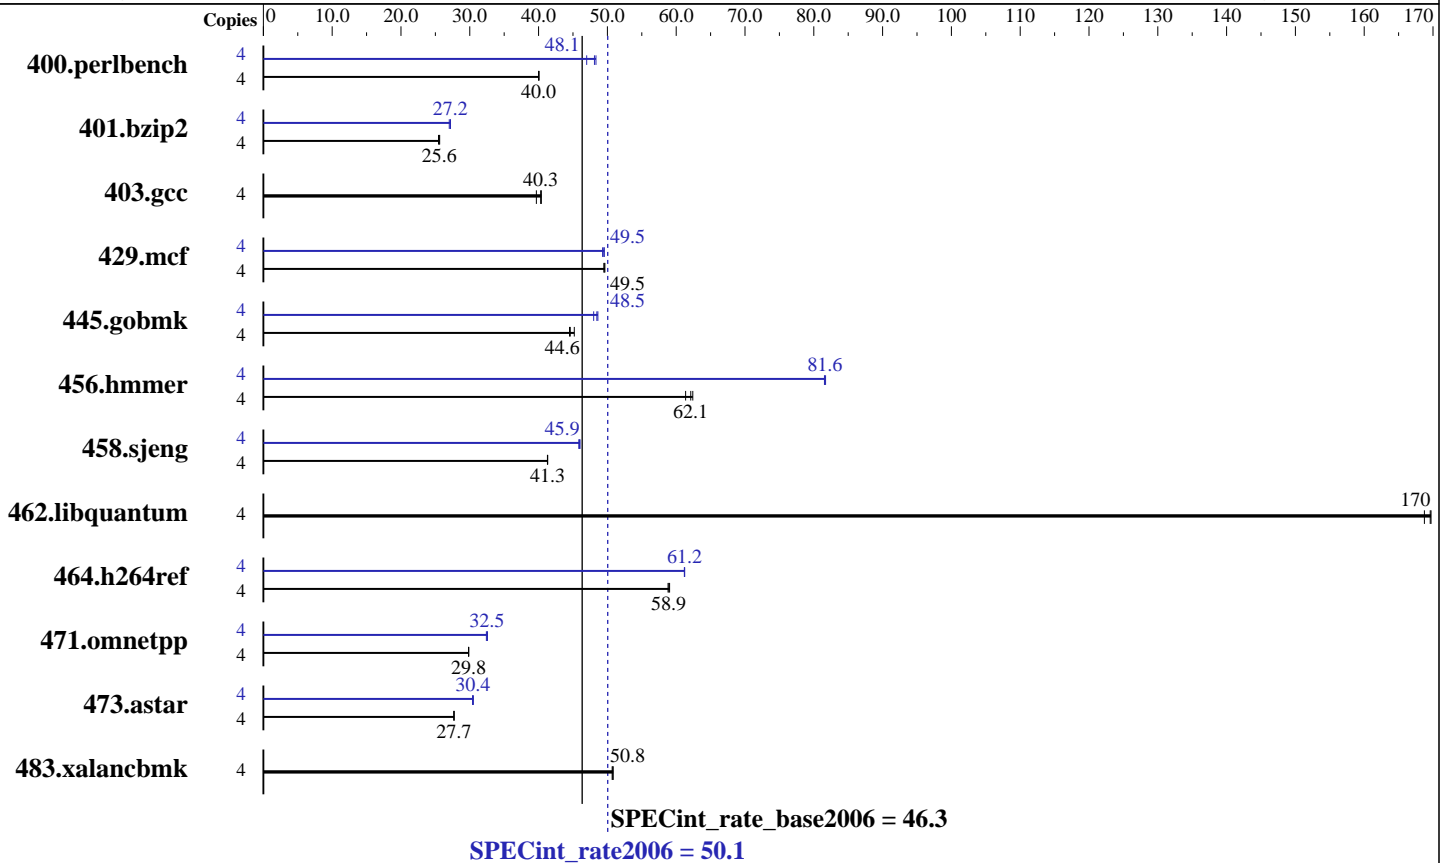 Copies 0 10.0 20.0 30.0 40.0 50.0 60.0 70.0 80.0 90.0 100 110 120 130 140 150 160 170
400.perlbench 4 48.1
4 40.0
401.bzip2 4 27.2
4 25.6
403.gcc 4 40.3
429.mcf 4 49.5
4 49.5
445.gobmk 4 48.5
4 44.6
456.hmmer 4 81.6
4 62.1
458.sjeng 4 45.9
4 41.3
462.libquantum 4 170
464.h264ref 4 61.2
4 58.9
471.omnetpp 4 32.5
4 29.8
473.astar 4 30.4
4 27.7
483.xalancbmk 4 50.8
SPECint_rate_base2006 = 46.3
SPECint_rate2006 = 50.1